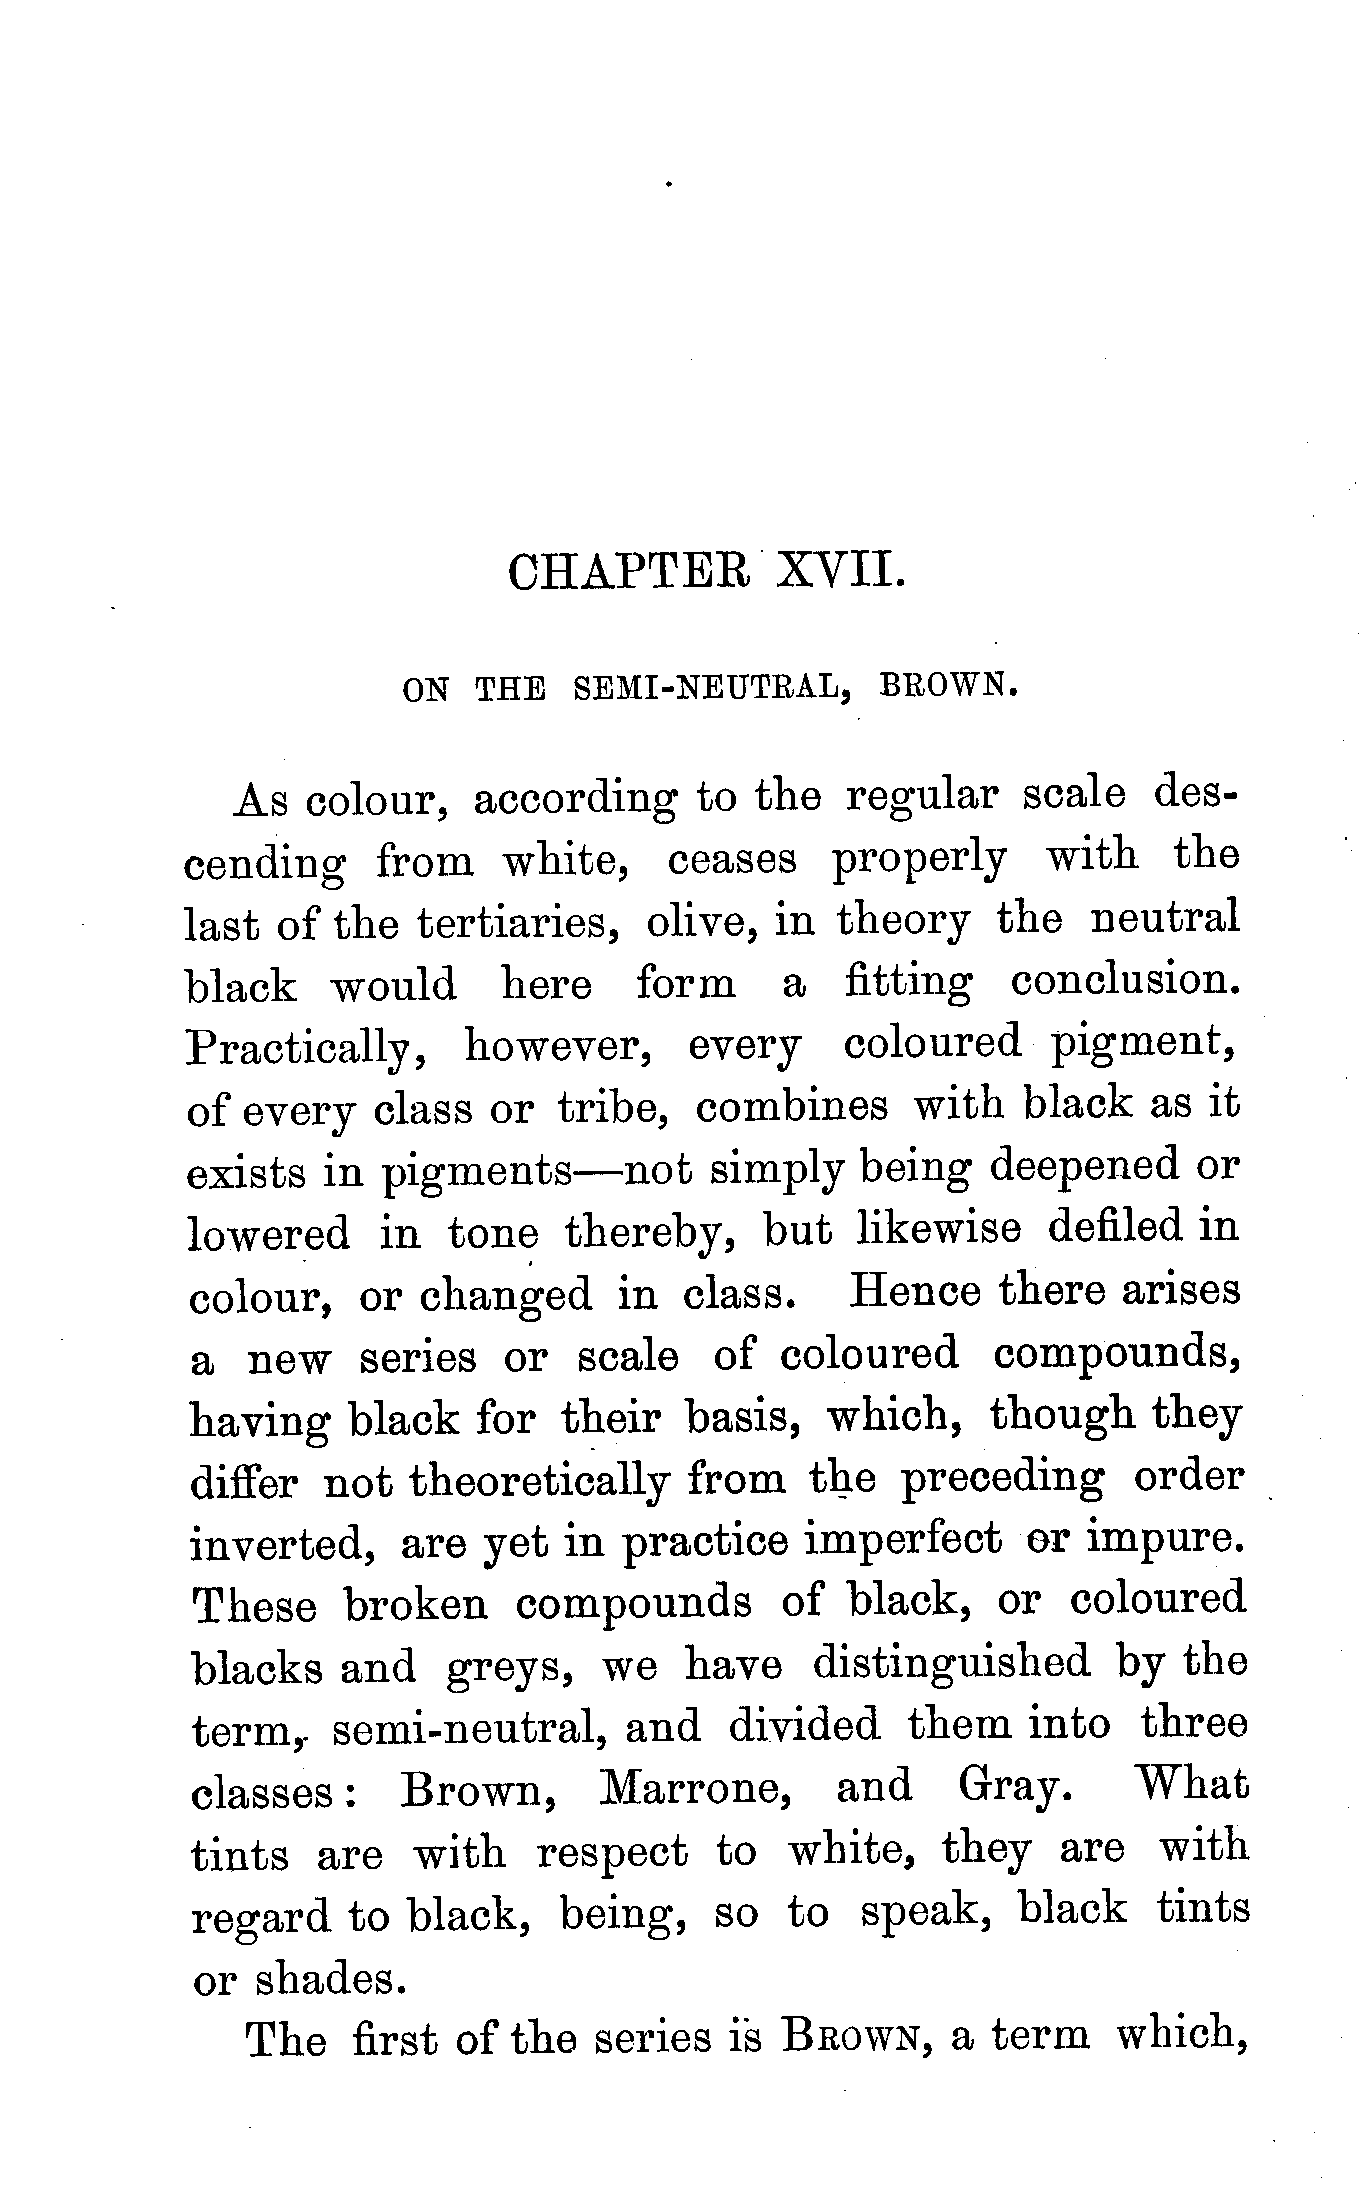 CHAPTER XVII.
ON THE SEMI-NEUTRAL, BROWN.
As colour, according to the regular scale des-
cending from white, ceases properly with the
last of the tertiaries, olive, in theory the neutral
black would here form a fitting conclusion.
Practically, however, every coloured pigment,
of every class or tribe, combines with black as it
exists in pigments—not simply being deepened or
lowered in tone thereby, but likewise defiled in
colour, or changed in class. Hence there arises
a new series or scale of coloured compounds,
having black for their basis, which, though they
differ not theoretically from the preceding order
inverted, are yet in practice imperfect or impure.
These broken compounds of black, or coloured
blacks and greys, we have distinguished by the
term, semi-neutral, and divided them into three
classes: Brown, Marrone, and Gray. What
tints are with respect to white, they are with
regard to black, being, so to speak, black tints
or shades.
The first of the series is BROWN, a term which,